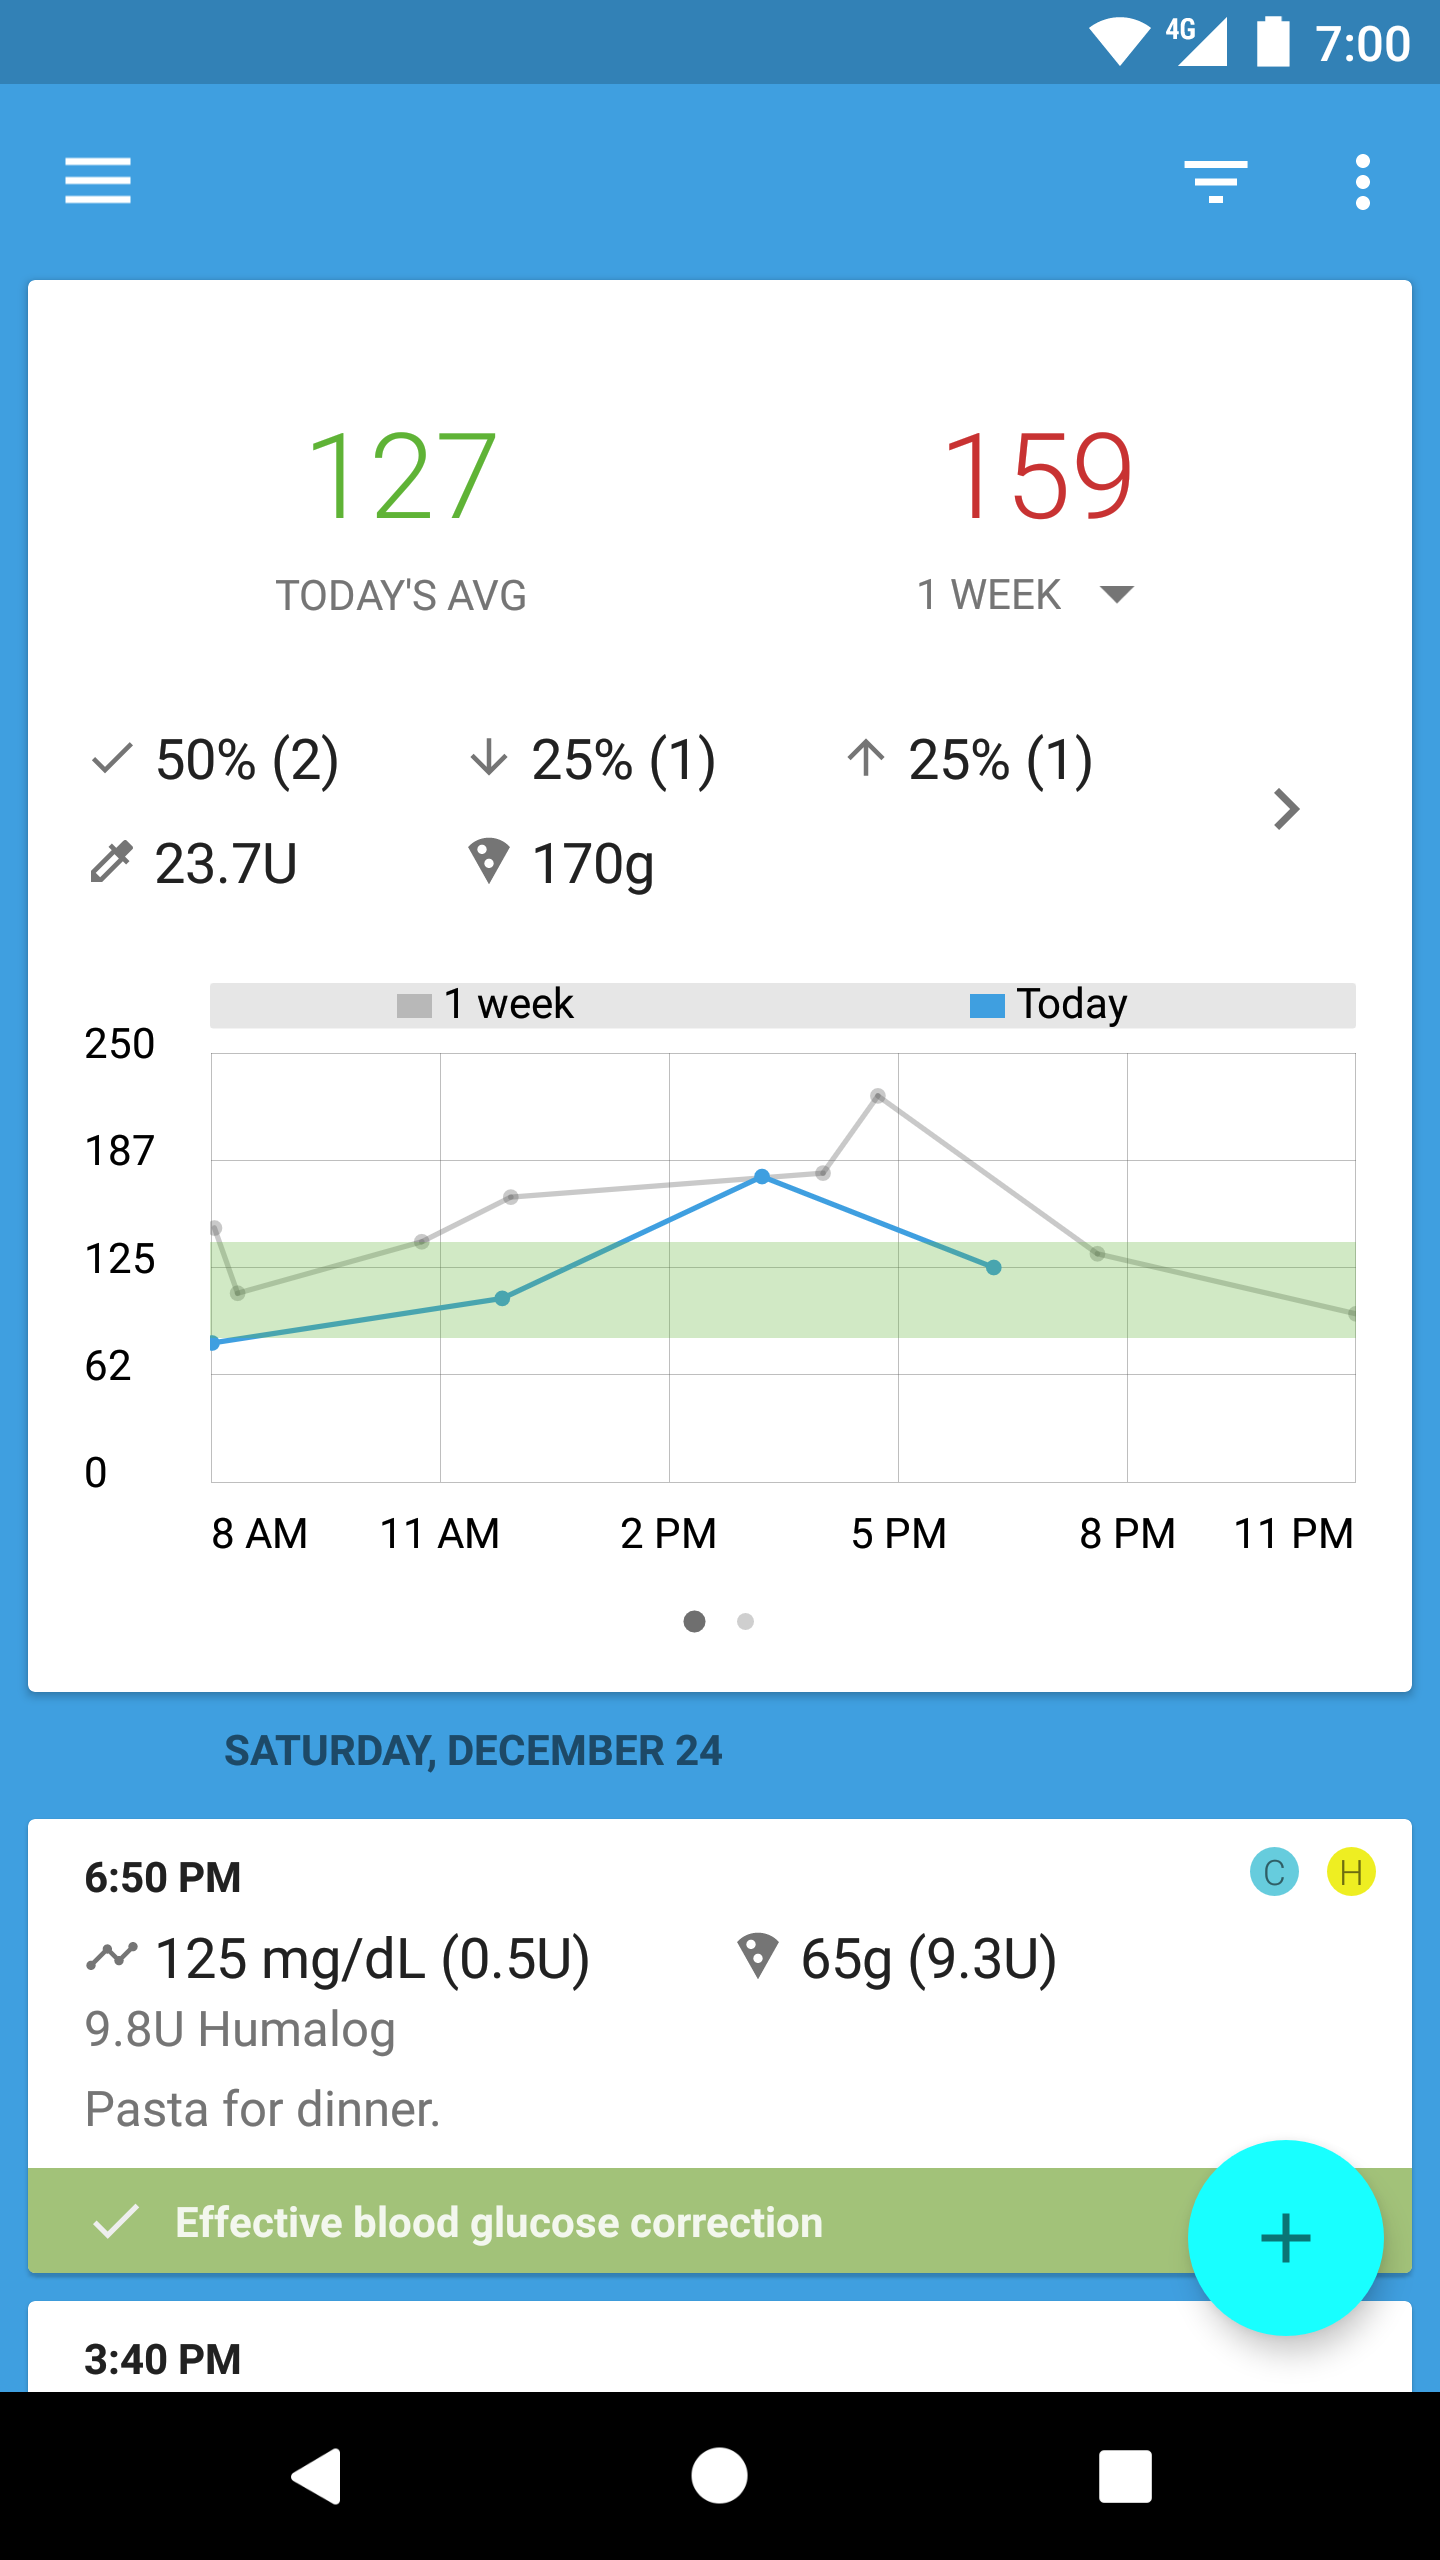 4G 7:00
127 159
TODAY'S AVG 1 WEEK
50% (2) 25% (1) 25% (1)
23.7U 170g
1 week Today
250
187
125
62
0
8 AM 11 AM 2 PM 5 PM 8 PM 11 PM
SATURDAY, DECEMBER 24
6:50 PM C H
125 mg/dL (0.5U) 65g (9.3U)
9.8U Humalog
Pasta for dinner.
Effective blood glucose correction
3:40 PM